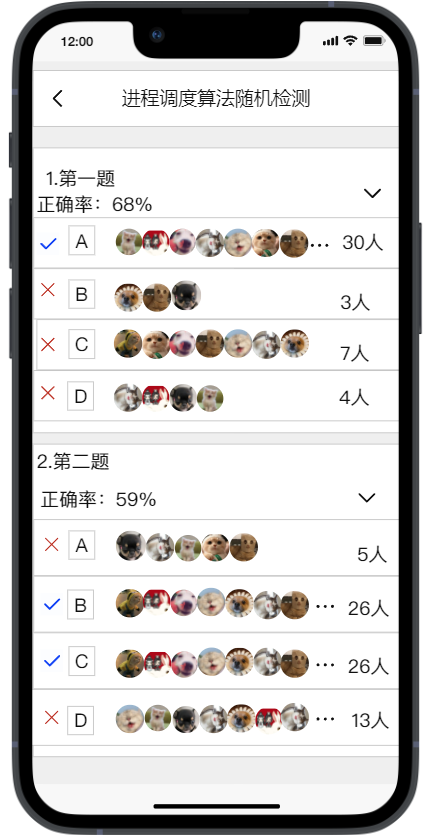 12:00
进程调度算法随机检测
1.第一题
正确率：68%
A ... 30人
B 3人
C 7人
D 4人
2.第二题
正确率：59%
A 5人
B ... 26人
C ... 26人
D ... 13人